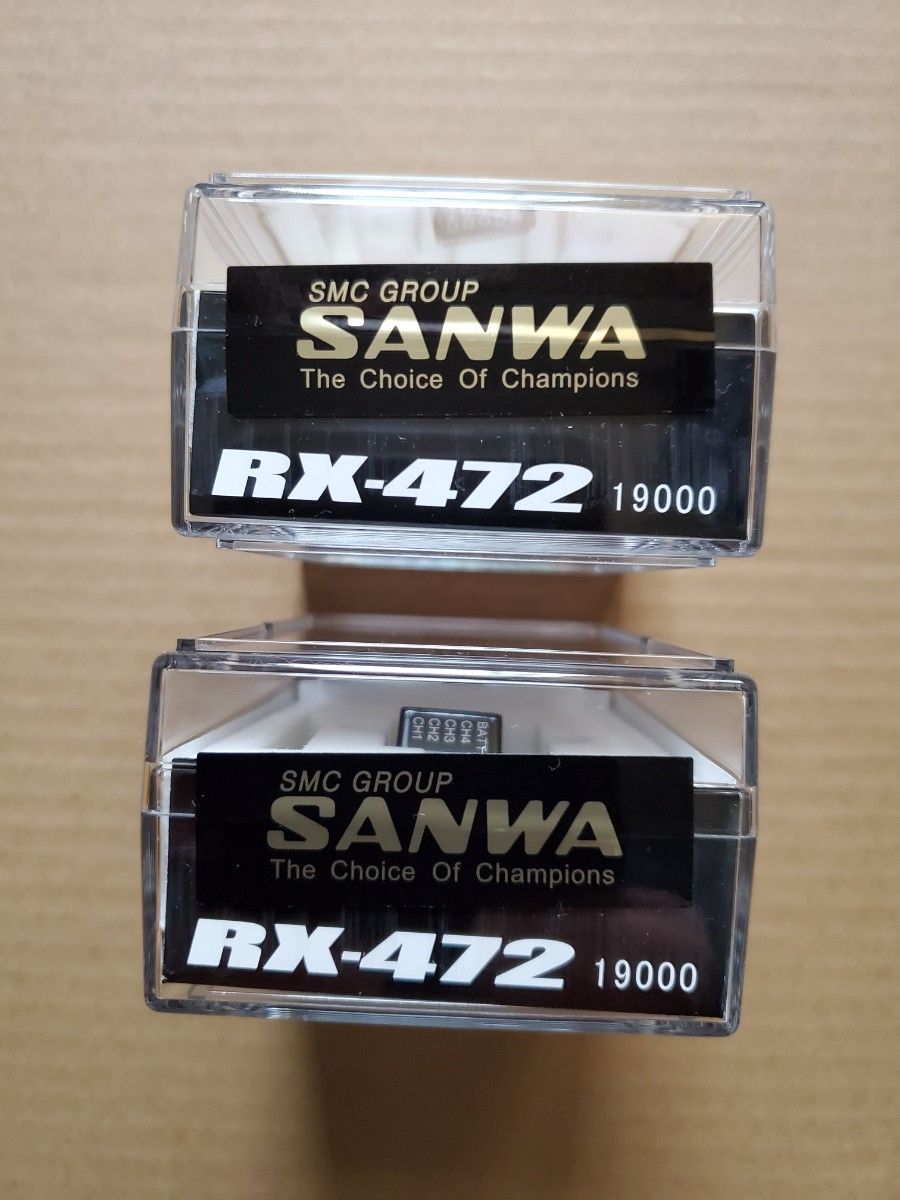 SMC GROUP
SANWA
The Choice Of Champions
RX-472 19000
BATT
CH4
CH3
CH2
CH1
SMC GROUP
SANWA
The Choice Of Champions
RX-472 19000